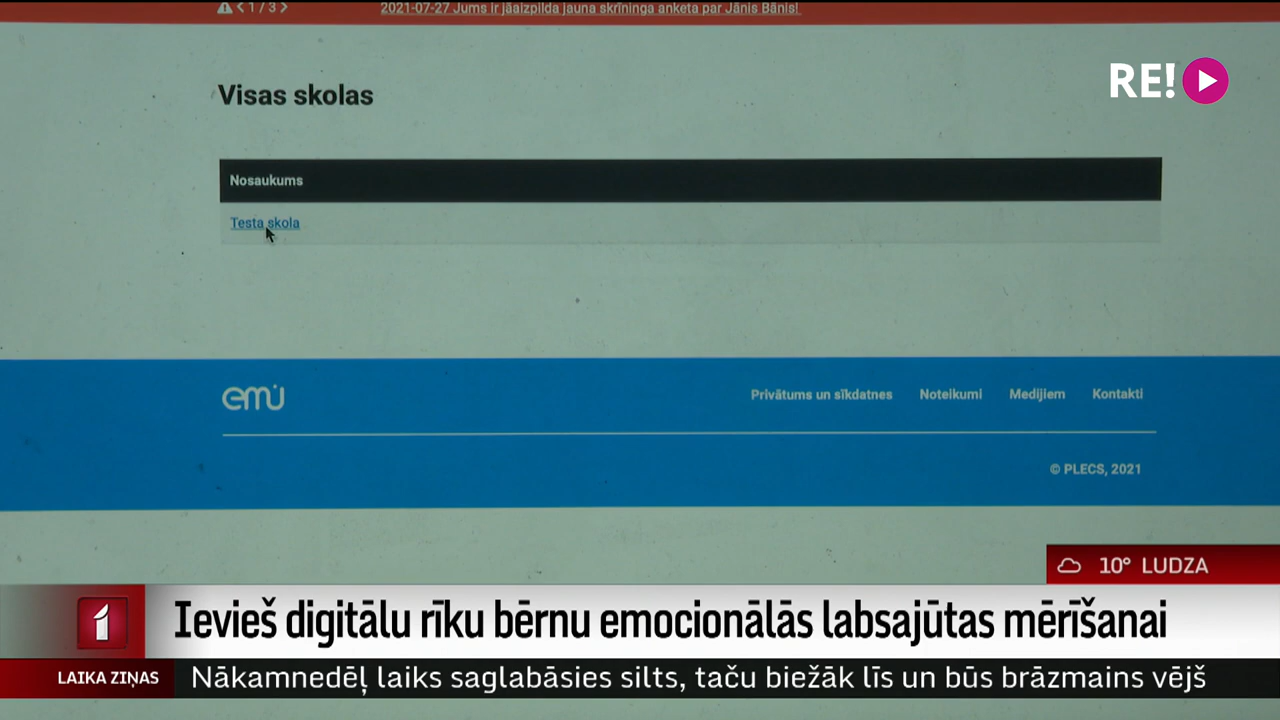 1 / 3
2021-07-27 Jums ir jāaizpilda jauna skrīninga anketa par Jānis Bānis!
Visas skolas
RE!
Nosaukums
Testa skola
emu
Privātums un sīkdatnes Noteikumi Medijiem Kontakti
© PLECS, 2021
10° LUDZA
1
Ievieš digitālu rīku bērnu emocionālās labsajūtas mērīšanai
LAIKA ZIŅAS Nākamnedēļ laiks saglabāsies silts, taču biežāk līs un būs brāzmains vējš